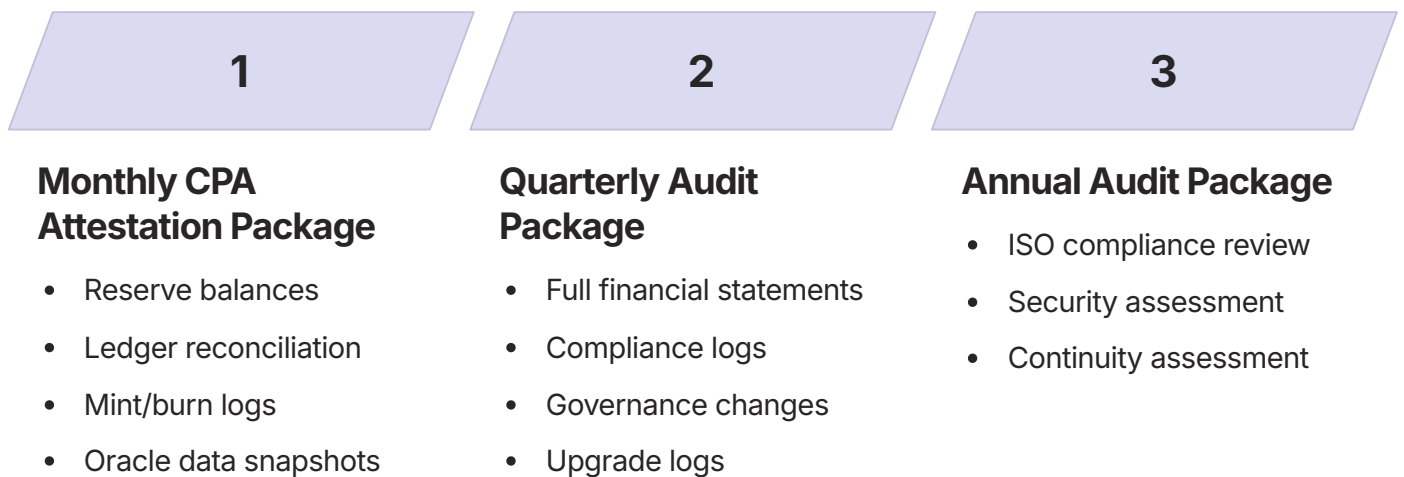 1
Monthly CPA
Attestation Package
• Reserve balances
• Ledger reconciliation
• Mint/burn logs
• Oracle data snapshots
2
Quarterly Audit
Package
• Full financial statements
• Compliance logs
• Governance changes
• Upgrade logs
3
Annual Audit Package
• ISO compliance review
• Security assessment
• Continuity assessment